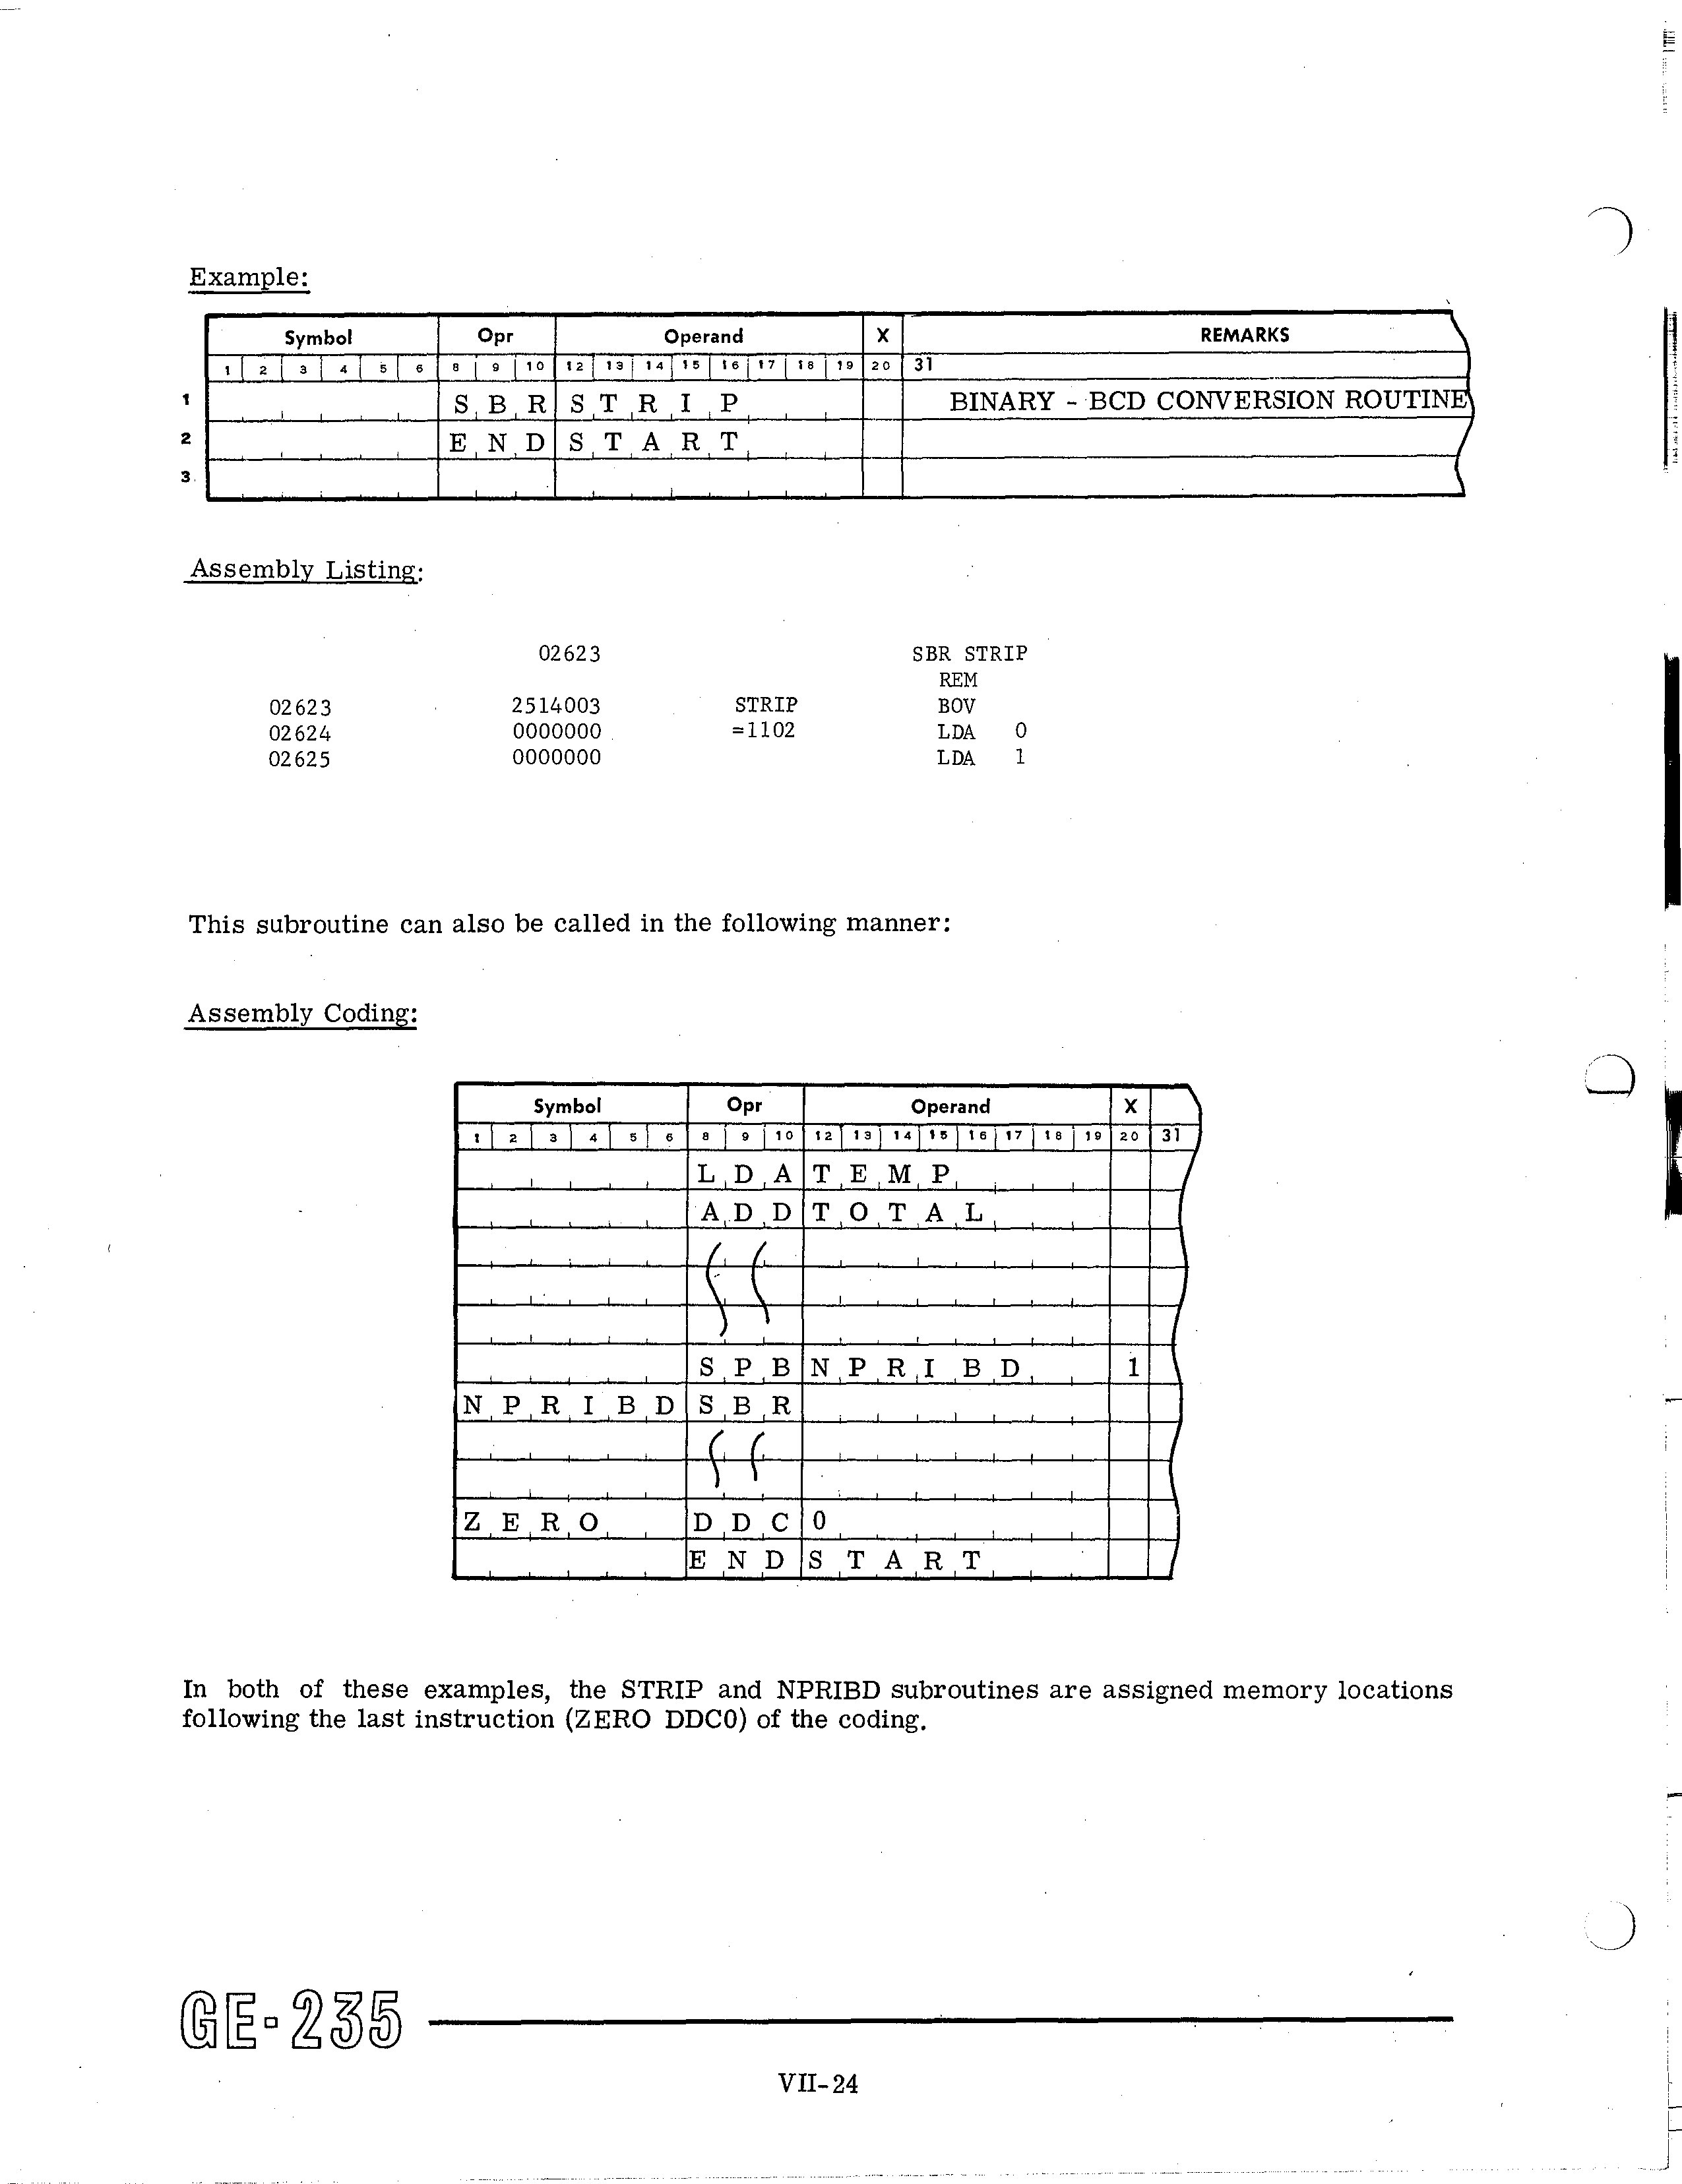 Example:
Symbol Opr Operand X REMARKS
1 2 3 4 5 6 8 9 10 12 13 14 15 16 17 18 19 20 31
1 SBR STRIP BINARY - BCD CONVERSION ROUTINE
2 END START
3
Assembly Listing:
02623 SBR STRIP
REM
02623 2514003 STRIP BOV
02624 0000000 =1102 LDA 0
02625 0000000 LDA 1
This subroutine can also be called in the following manner:
Assembly Coding:
Symbol Opr Operand X
1 2 3 4 5 6 8 9 10 12 13 14 15 16 17 18 19 20 31
LDA TEMP
ADD TOTAL
SPB NPRIBD 1
NPRIBD SBR
ZERO DDC 0
END START
In both of these examples, the STRIP and NPRIBD subroutines are assigned memory locations
following the last instruction (ZERO DDC0) of the coding.
GE-235
VII-24